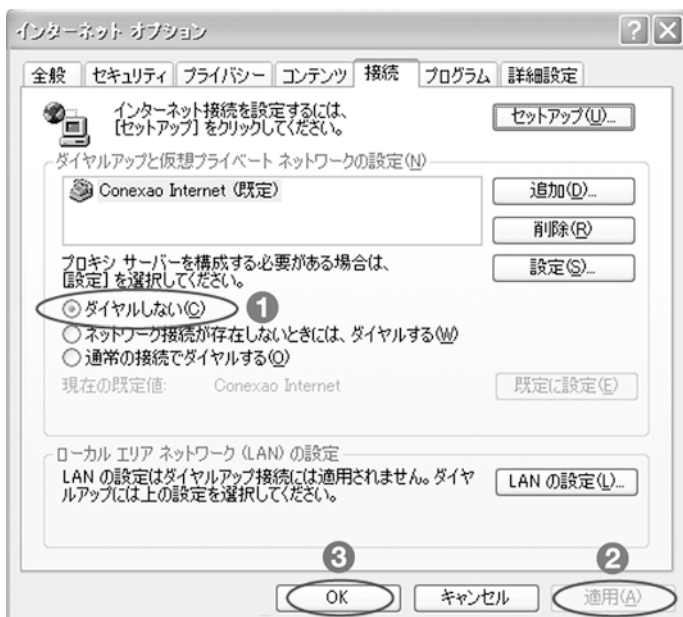 インターネット オプション
全般 セキュリティ プライバシー コンテンツ 接続 プログラム 詳細設定
インターネット接続を設定するには、
[セットアップ] をクリックしてください。
セットアップ(U)...
ダイヤルアップと仮想プライベート ネットワークの設定(N)
Conexao Internet (既定)
追加(D)...
削除(R)
プロキシ サーバーを構成する必要がある場合は、
[設定] を選択してください。
設定(S)...
ダイヤルしない(C) 1
ネットワーク接続が存在しないときには、ダイヤルする(W)
通常の接続でダイヤルする(O)
現在の既定値: Conexao Internet 既定に設定(E)
ローカル エリア ネットワーク (LAN) の設定
LAN の設定はダイヤルアップ接続には適用されません。ダイヤ
ルアップには上の設定を選択してください。
LAN の設定(L)...
3 2
OK キャンセル 適用(A)